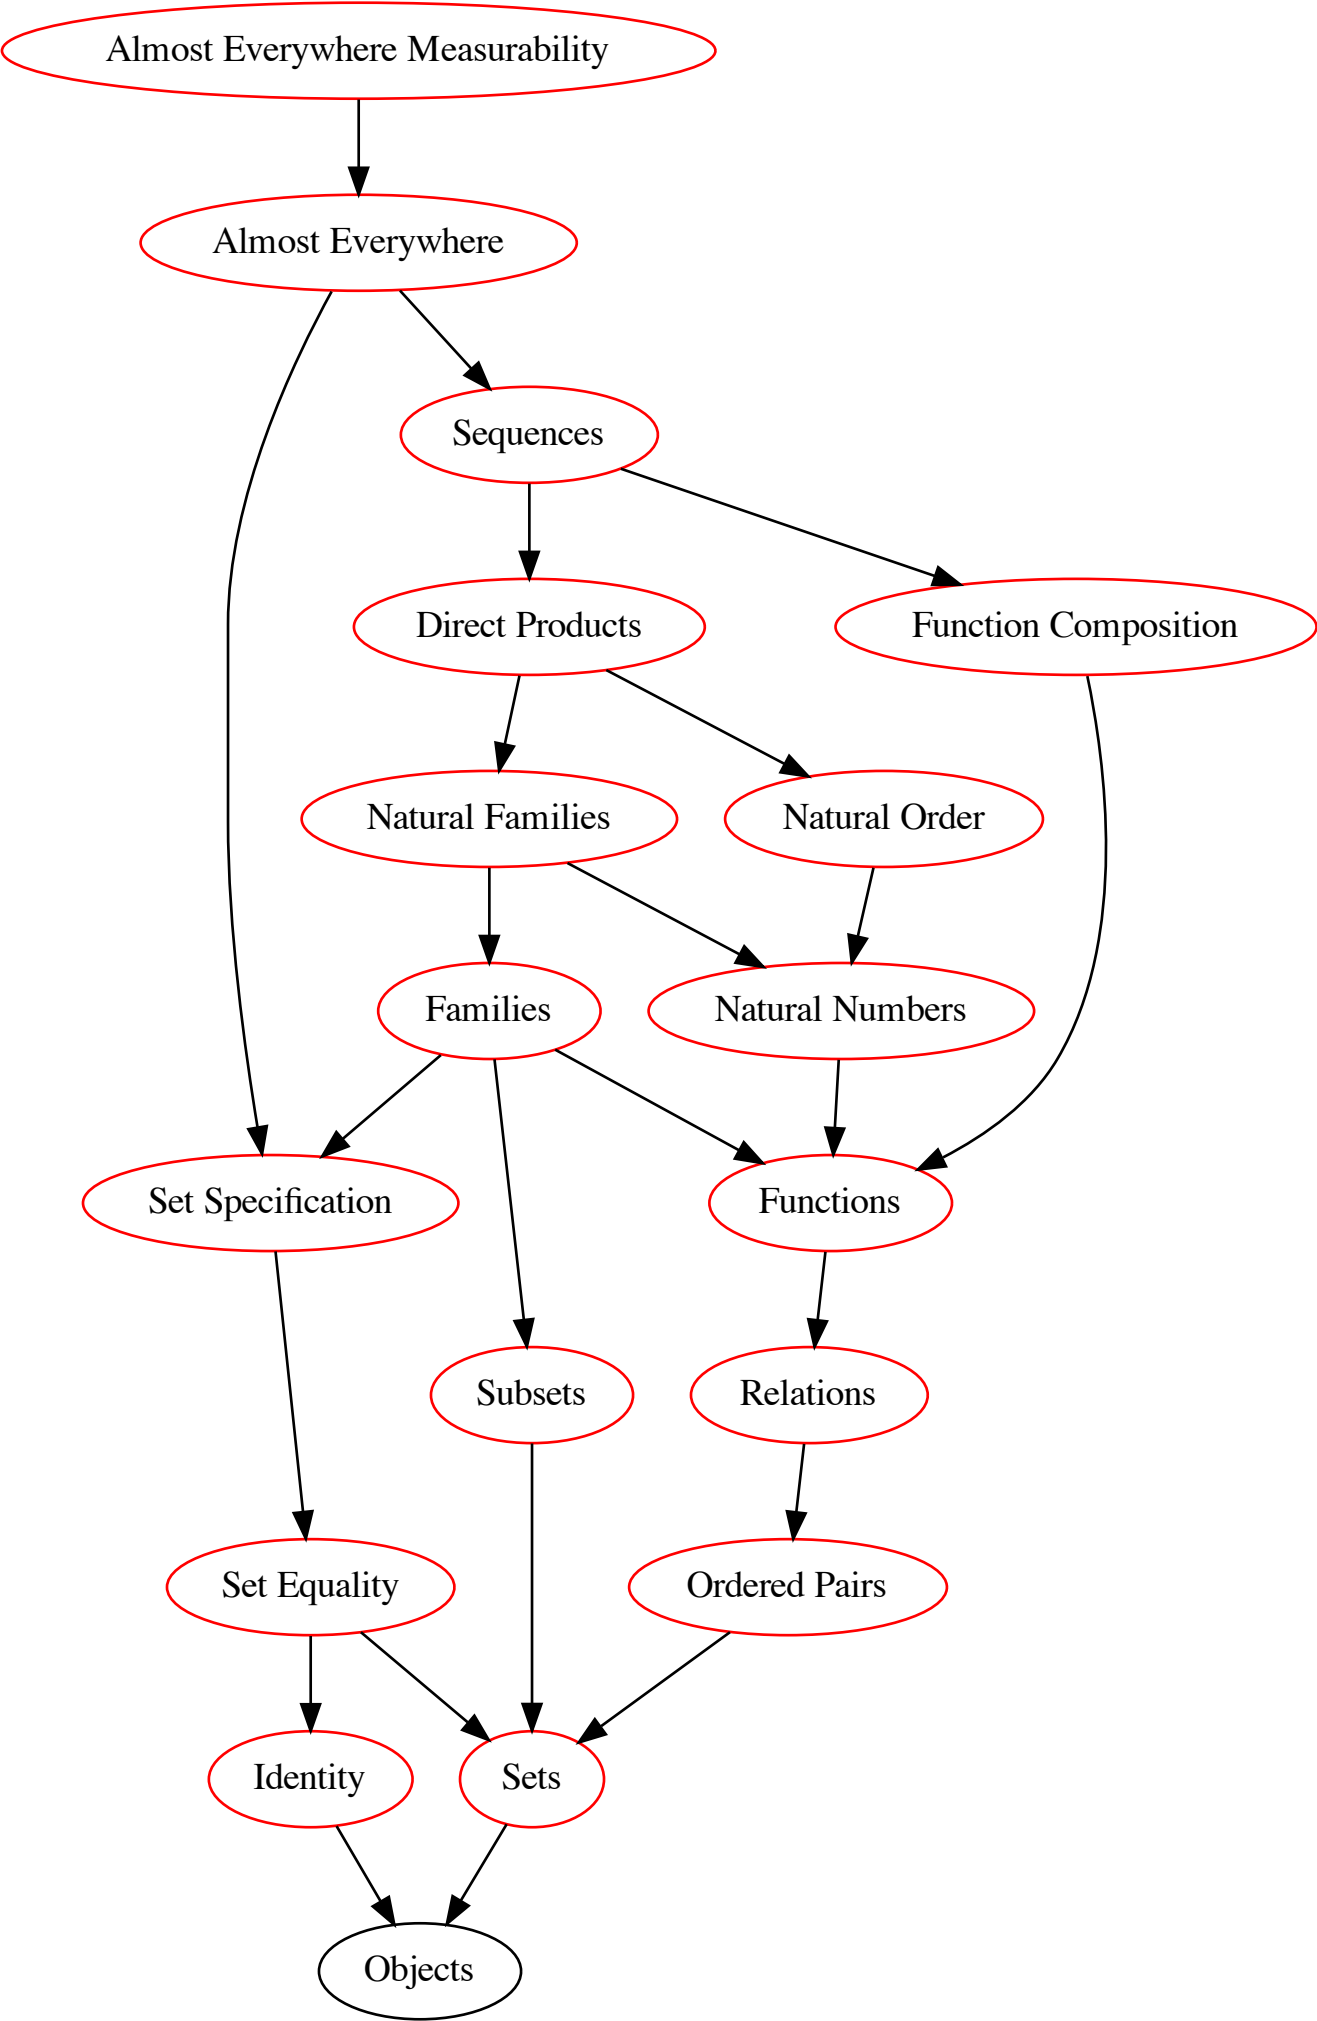 Almost Everywhere Measurability
Almost Everywhere
Sequences
Direct Products
Function Composition
Natural Families
Natural Order
Families
Natural Numbers
Set Specification
Functions
Subsets
Relations
Set Equality
Ordered Pairs
Identity
Sets
Objects